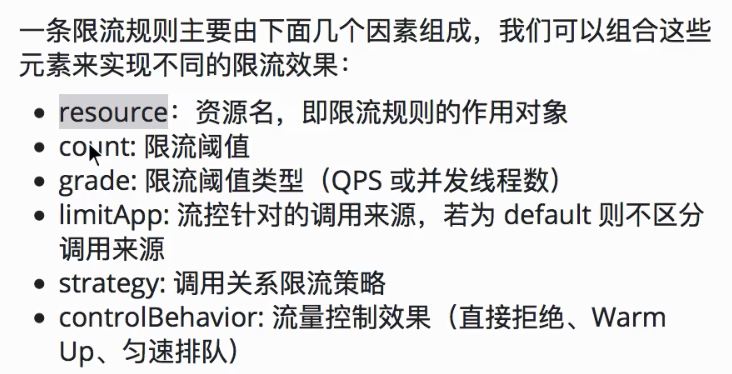 一条限流规则主要由下面几个因素组成，我们可以组合这些
元素来实现不同的限流效果：
resource：资源名，即限流规则的作用对象
count: 限流阈值
grade: 限流阈值类型（QPS 或并发线程数）
limitApp: 流控针对的调用来源，若为 default 则不区分
调用来源
strategy: 调用关系限流策略
controlBehavior: 流量控制效果（直接拒绝、Warm
Up、匀速排队）